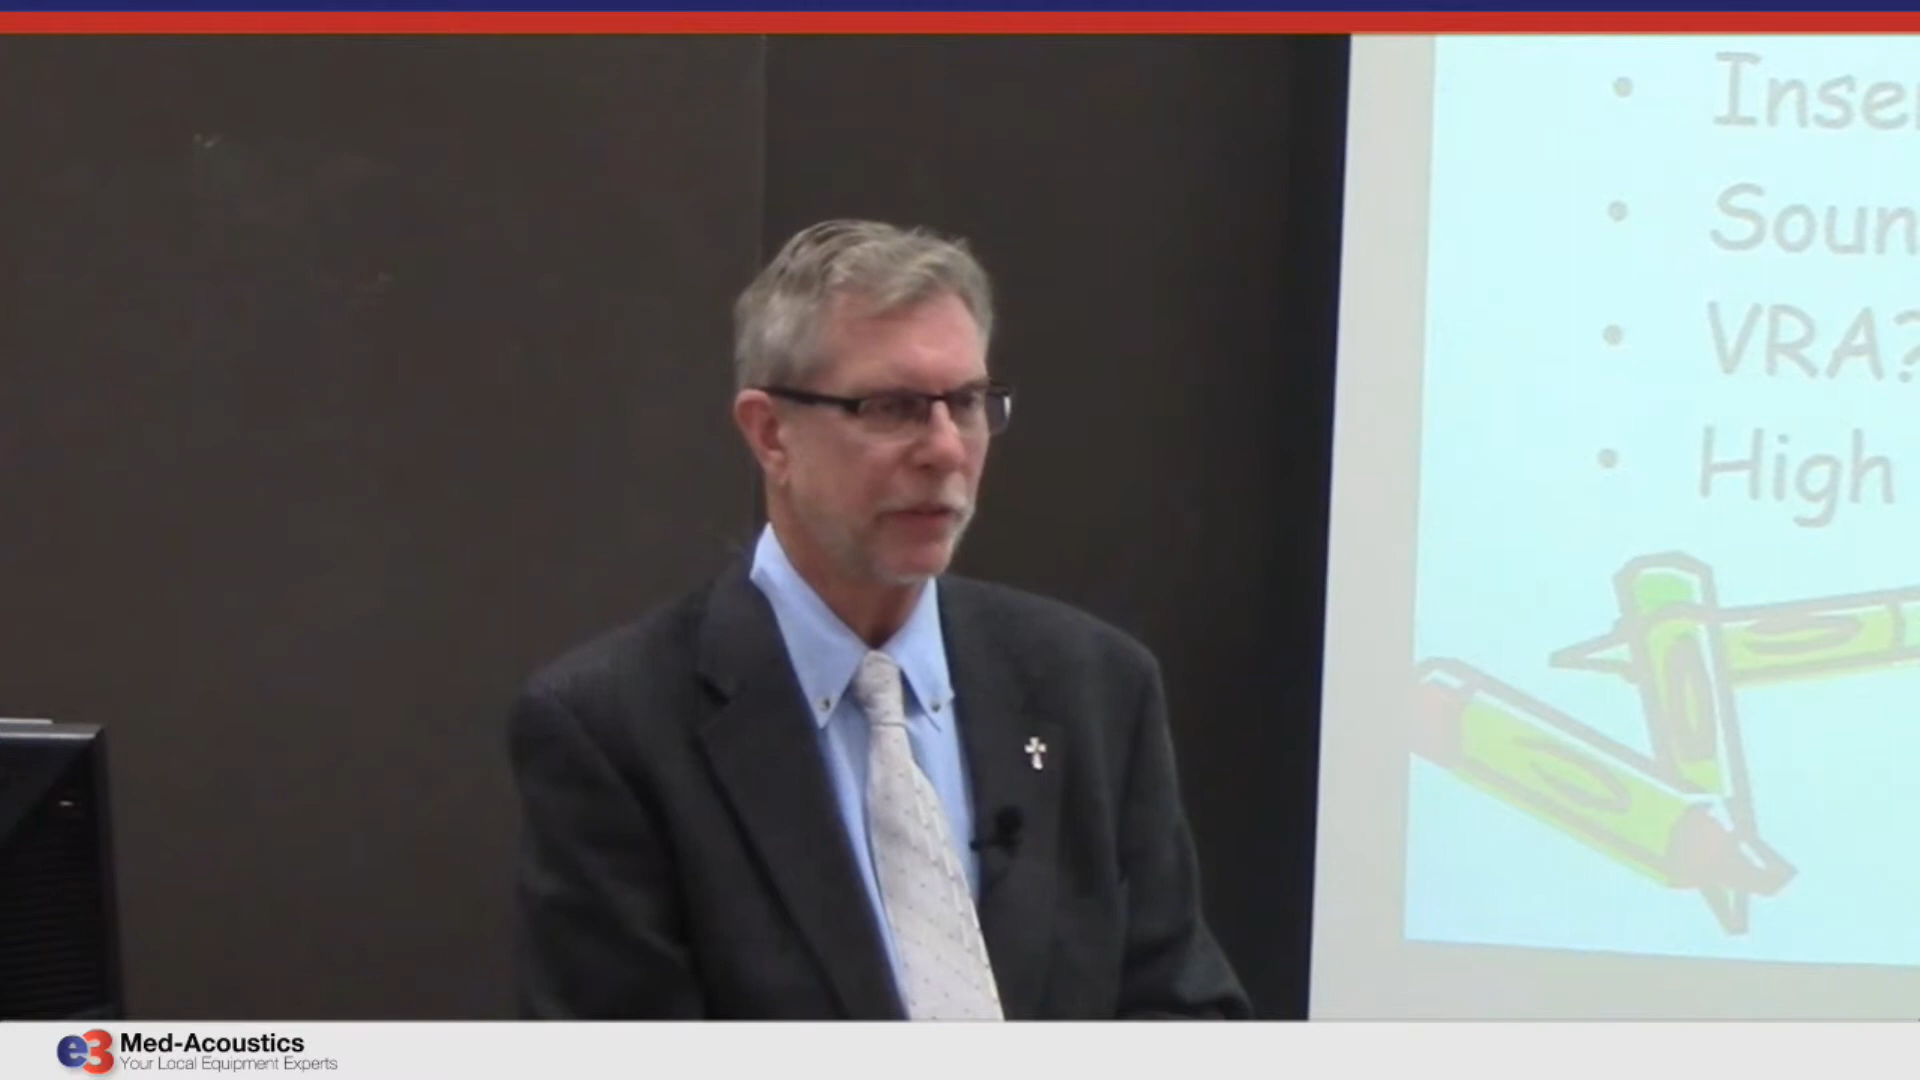 • Inse
• Soun
• VRA?
• High
e3 Med-Acoustics
Your Local Equipment Experts